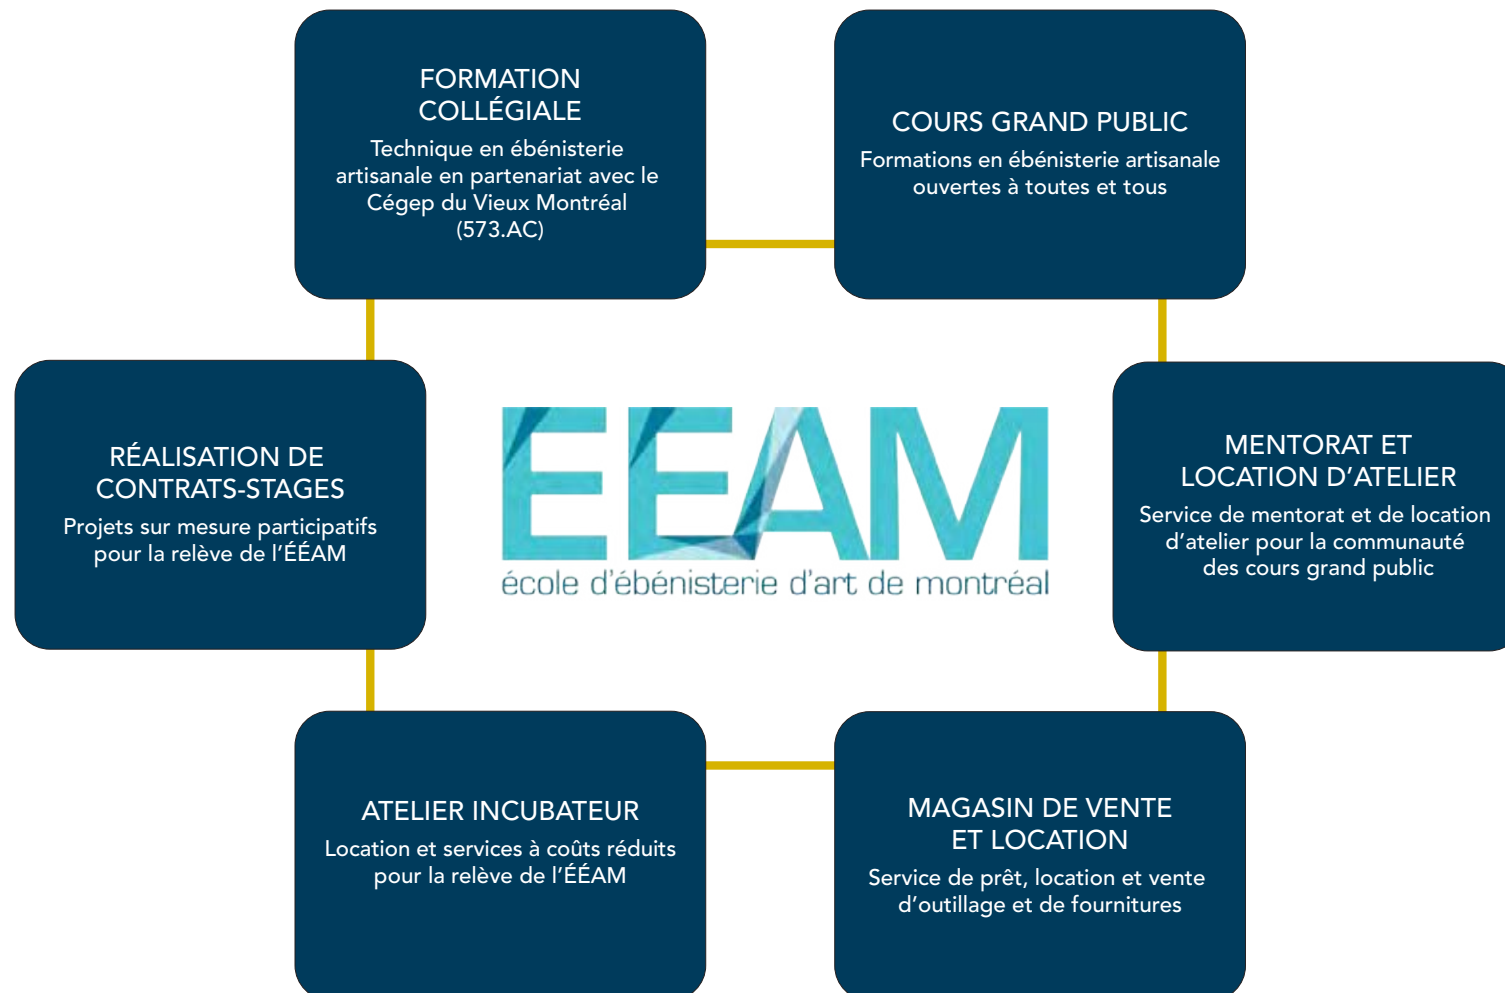 FORMATION
COLLÉGIALE
Technique en ébénisterie
artisanale en partenariat avec le
Cégep du Vieux Montréal
(573.AC)
COURS GRAND PUBLIC
Formations en ébénisterie artisanale
ouvertes à toutes et tous
RÉALISATION DE
CONTRATS-STAGES
Projets sur mesure participatifs
pour la relève de l'ÉÉAM
ÉÉAM
école d'ébénisterie d'art de montréal
MENTORAT ET
LOCATION D'ATELIER
Service de mentorat et de location
d'atelier pour la communauté
des cours grand public
ATELIER INCUBATEUR
Location et services à coûts réduits
pour la relève de l'ÉÉAM
MAGASIN DE VENTE
ET LOCATION
Service de prêt, location et vente
d'outillage et de fournitures